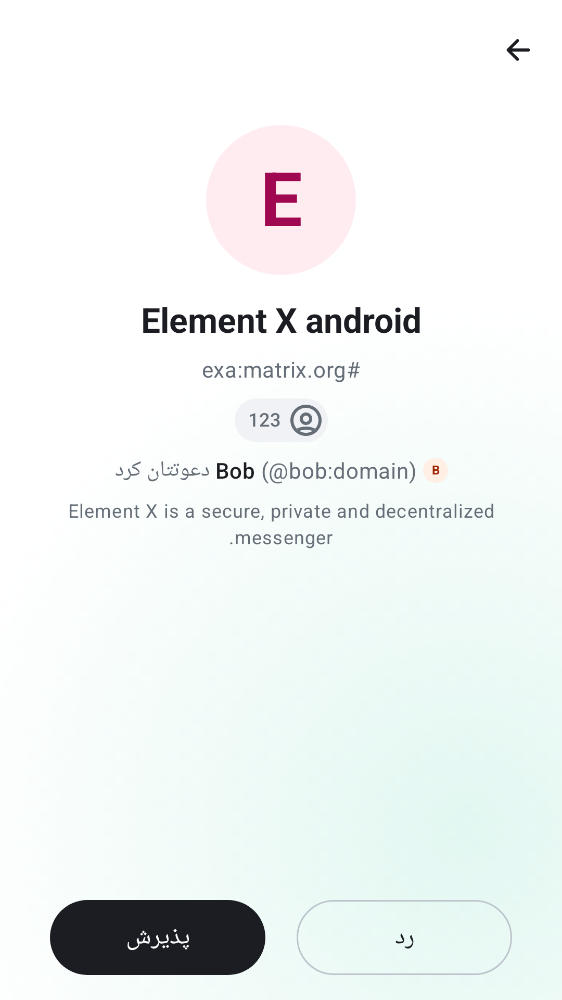 E
Element X android
exa:matrix.org#
123
B Bob (@bob:domain) دعوتتان کرد
Element X is a secure, private and decentralized
.messenger
رد
پذیرش